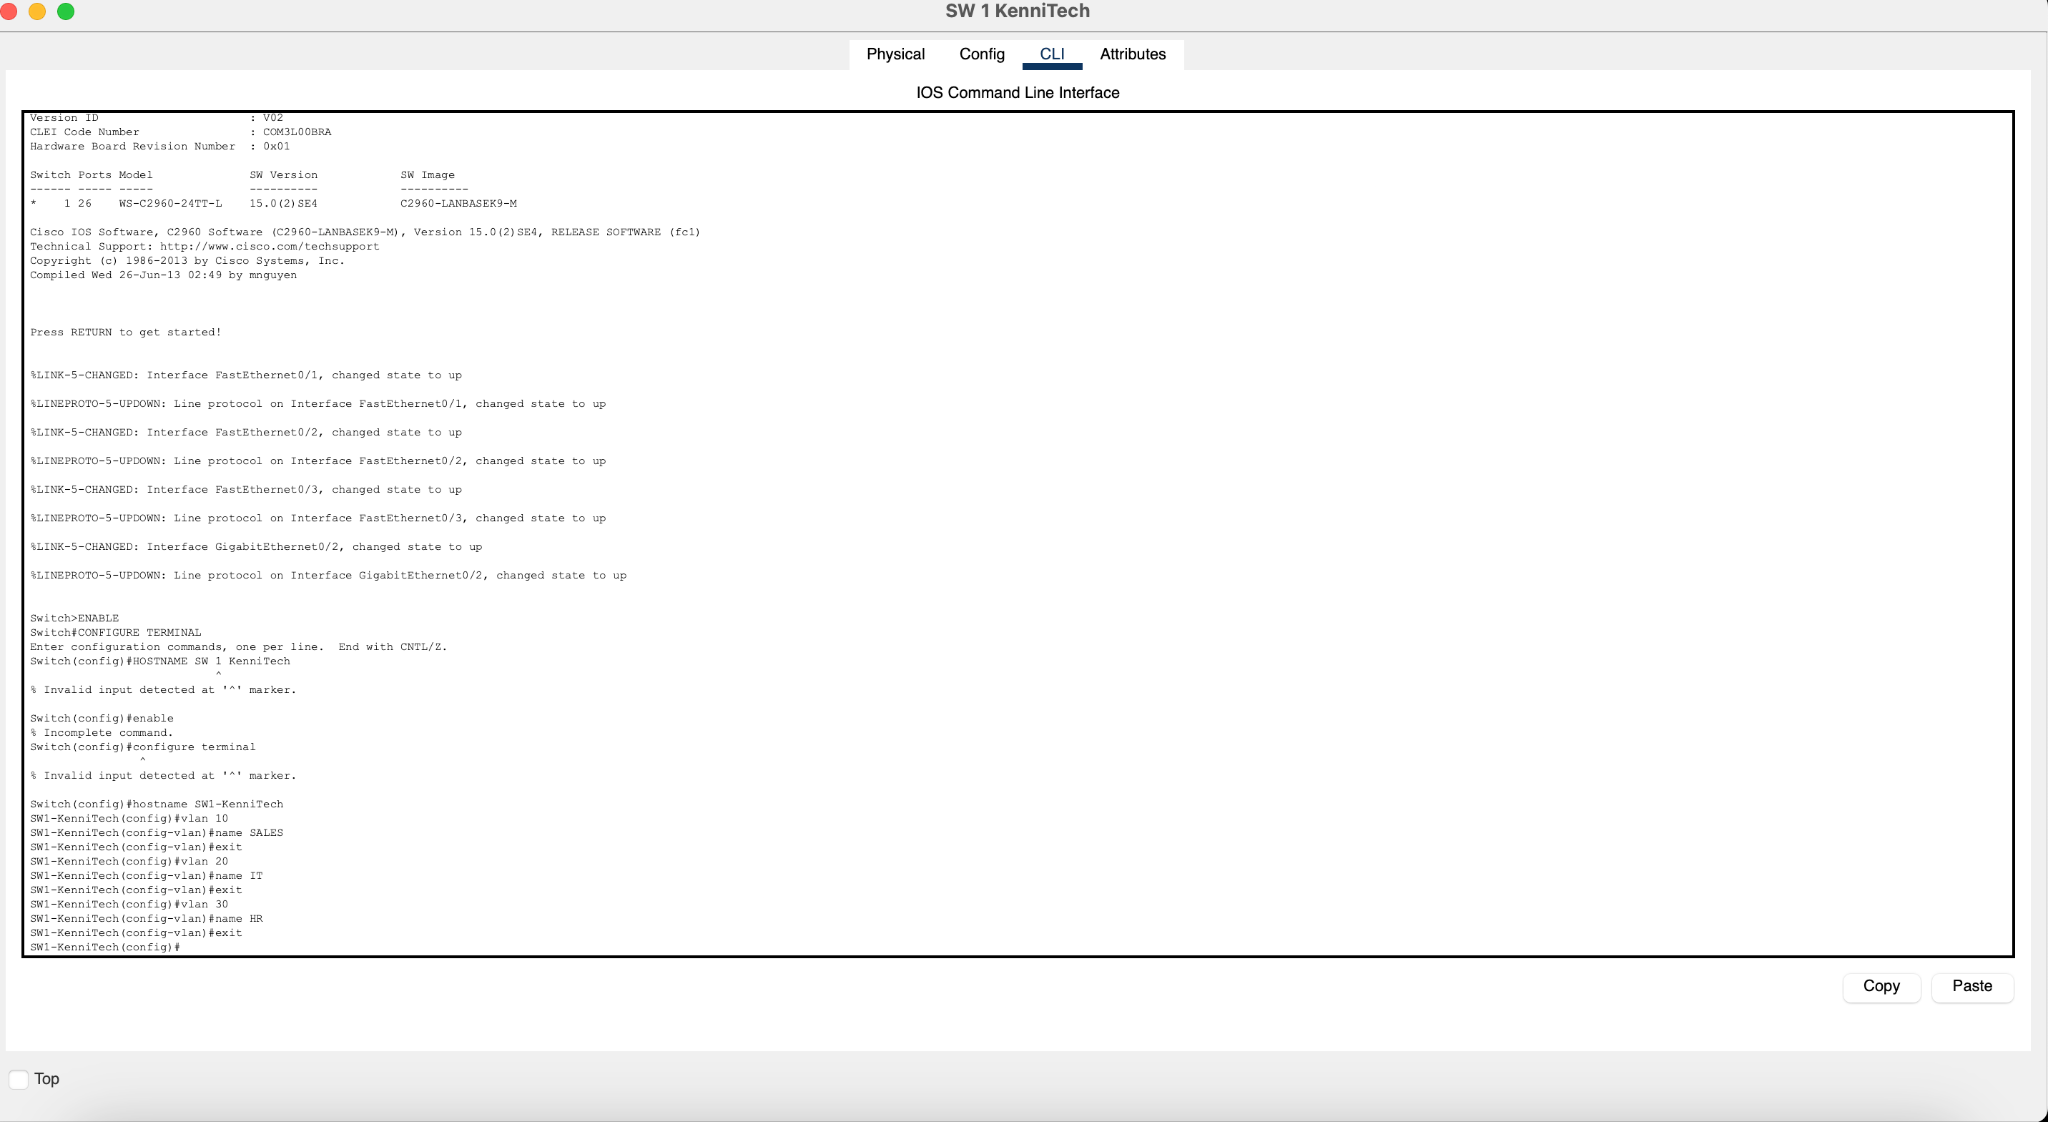 SW 1 KenniTech
Physical Config CLI Attributes
IOS Command Line Interface
Version ID                      : V02
CLEI Code Number                : COM3L00BRA
Hardware Board Revision Number  : 0x01
Switch Ports Model              SW Version            SW Image
------ ----- -----              ----------            ----------
*    1 26    WS-C2960-24TT-L    15.0(2)SE4            C2960-LANBASEK9-M
Cisco IOS Software, C2960 Software (C2960-LANBASEK9-M), Version 15.0(2)SE4, RELEASE SOFTWARE (fc1)
Technical Support: http://www.cisco.com/techsupport
Copyright (c) 1986-2013 by Cisco Systems, Inc.
Compiled Wed 26-Jun-13 02:49 by mnguyen
Press RETURN to get started!
%LINK-5-CHANGED: Interface FastEthernet0/1, changed state to up
%LINEPROTO-5-UPDOWN: Line protocol on Interface FastEthernet0/1, changed state to up
%LINK-5-CHANGED: Interface FastEthernet0/2, changed state to up
%LINEPROTO-5-UPDOWN: Line protocol on Interface FastEthernet0/2, changed state to up
%LINK-5-CHANGED: Interface FastEthernet0/3, changed state to up
%LINEPROTO-5-UPDOWN: Line protocol on Interface FastEthernet0/3, changed state to up
%LINK-5-CHANGED: Interface GigabitEthernet0/2, changed state to up
%LINEPROTO-5-UPDOWN: Line protocol on Interface GigabitEthernet0/2, changed state to up
Switch>ENABLE
Switch#CONFIGURE TERMINAL
Enter configuration commands, one per line.  End with CNTL/Z.
Switch(config)#HOSTNAME SW 1 KenniTech
^
% Invalid input detected at '^' marker.
Switch(config)#enable
% Incomplete command.
Switch(config)#configure terminal
^
% Invalid input detected at '^' marker.
Switch(config)#hostname SW1-KenniTech
SW1-KenniTech(config)#vlan 10
SW1-KenniTech(config-vlan)#name SALES
SW1-KenniTech(config-vlan)#exit
SW1-KenniTech(config)#vlan 20
SW1-KenniTech(config-vlan)#name IT
SW1-KenniTech(config-vlan)#exit
SW1-KenniTech(config)#vlan 30
SW1-KenniTech(config-vlan)#name HR
SW1-KenniTech(config-vlan)#exit
SW1-KenniTech(config)#
Copy Paste
Top